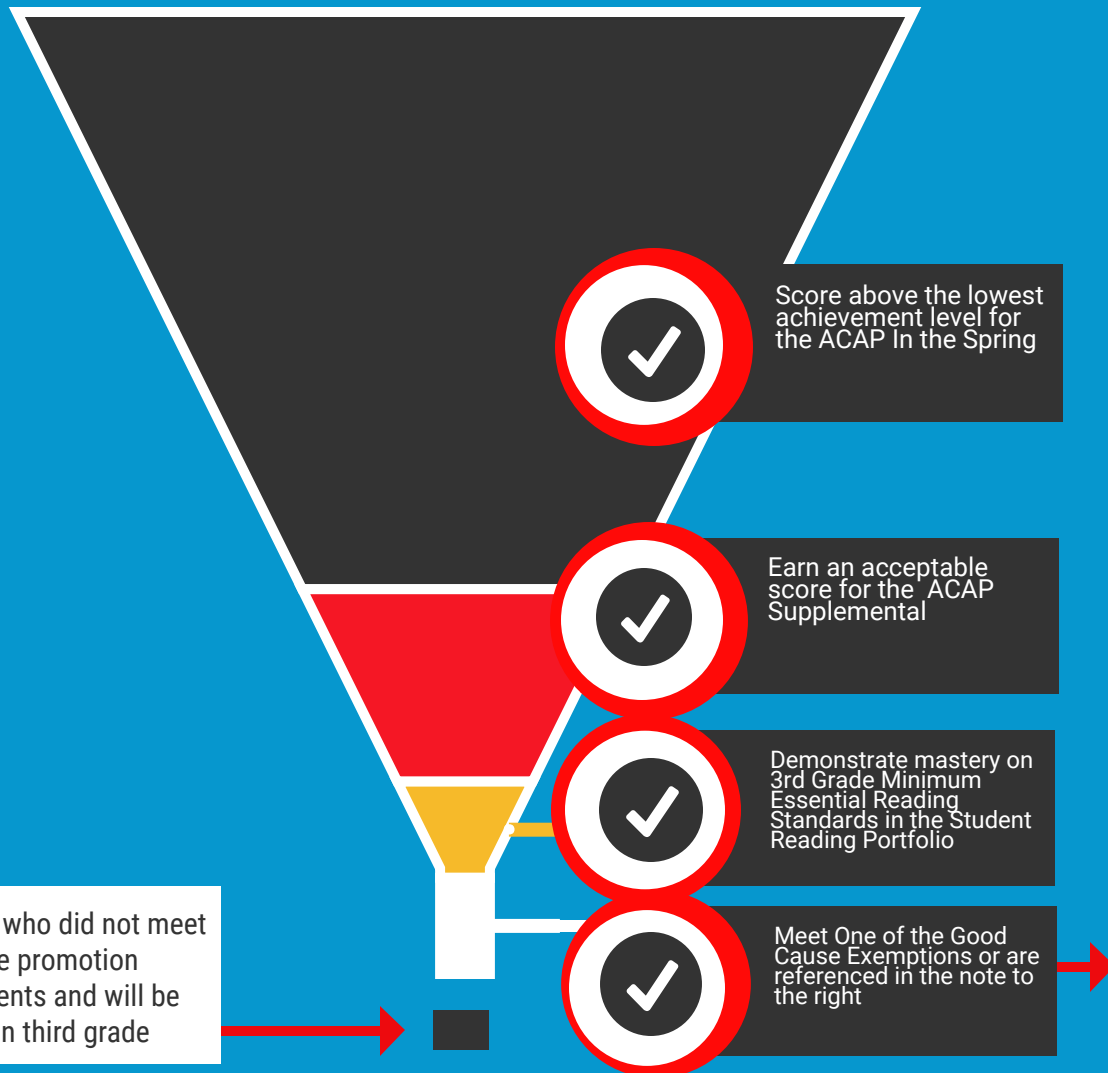 Score above the lowest
achievement level for
the ACAP In the Spring
Earn an acceptable
score for the ACAP
Supplemental
Demonstrate mastery on
3rd Grade Minimum
Essential Reading
Standards in the Student
Reading Portfolio
Meet One of the Good
Cause Exemptions or are
referenced in the note to
the right
who did not meet
promotion
and will be
third grade